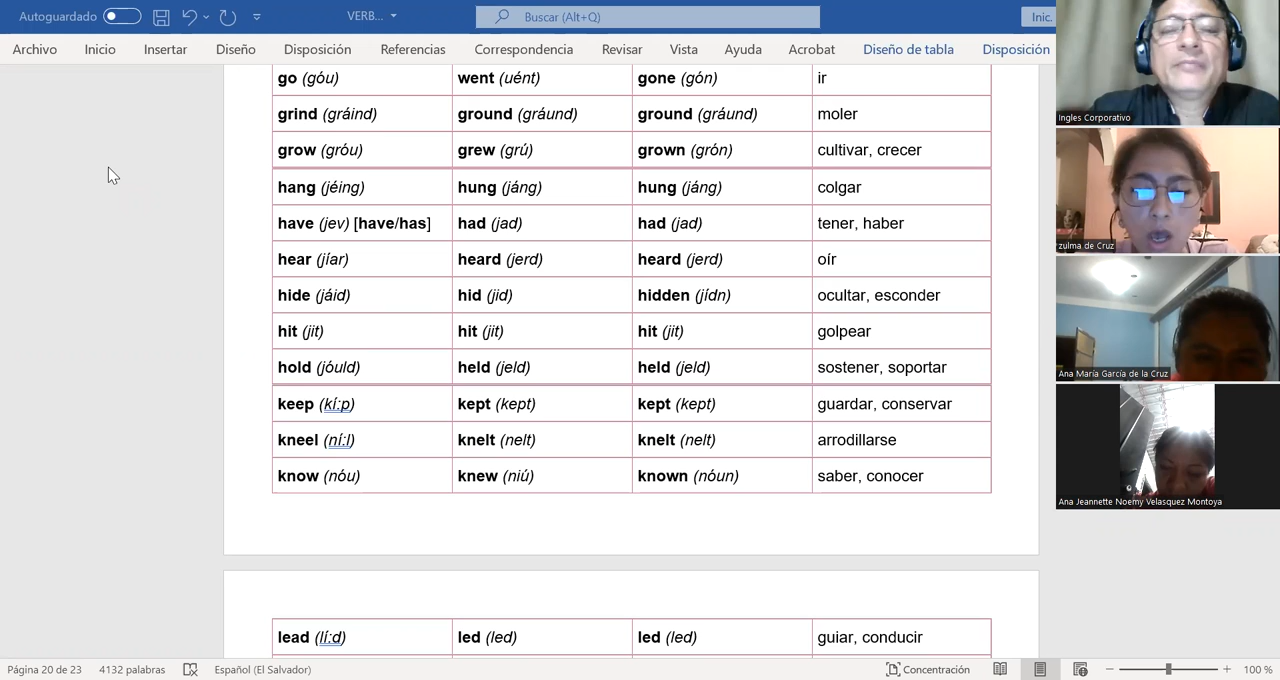 Autoguardado VERB... Buscar (Alt+Q) Inic.
Archivo Inicio Insertar Diseño Disposición Referencias Correspondencia Revisar Vista Ayuda Acrobat Diseño de tabla Disposición
go (góu) went (uént) gone (gón) ir
grind (gráind) ground (gráund) ground (gráund) moler
grow (gróu) grew (grú) grown (grón) cultivar, crecer
hang (jéing) hung (jáng) hung (jáng) colgar
have (jev) [have/has] had (jad) had (jad) tener, haber
hear (jíar) heard (jerd) heard (jerd) oír
hide (jáid) hid (jid) hidden (jídn) ocultar, esconder
hit (jit) hit (jit) hit (jit) golpear
hold (jóuld) held (jeld) held (jeld) sostener, soportar
keep (kí:p) kept (kept) kept (kept) guardar, conservar
kneel (ní:l) knelt (nelt) knelt (nelt) arrodillarse
know (nóu) knew (niú) known (nóun) saber, conocer
lead (lí:d) led (led) led (led) guiar, conducir
Página 20 de 23 4132 palabras Español (El Salvador) Concentración 100 %
Ingles Corporativo
zulma de Cruz
Ana María García de la Cruz
Ana Jeannette Noemy Velasquez Montoya